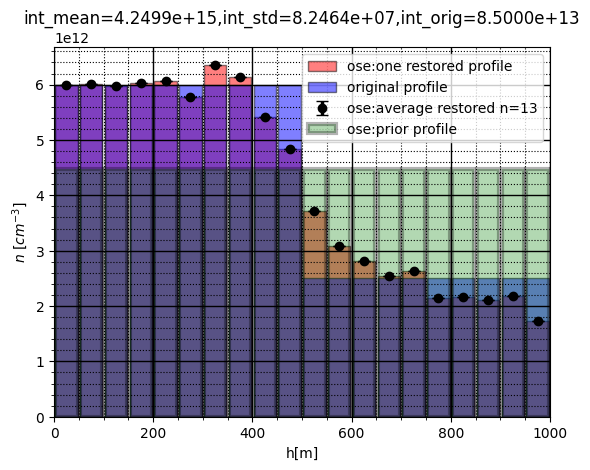 int_mean=4.2499e+15,int_std=8.2464e+07,int_orig=8.5000e+13
1e12
ose:one restored profile
original profile
ose:average restored n=13
ose:prior profile
6
5
4
3
2
1
0
n [cm⁻³]
0 200 400 600 800 1000
h[m]